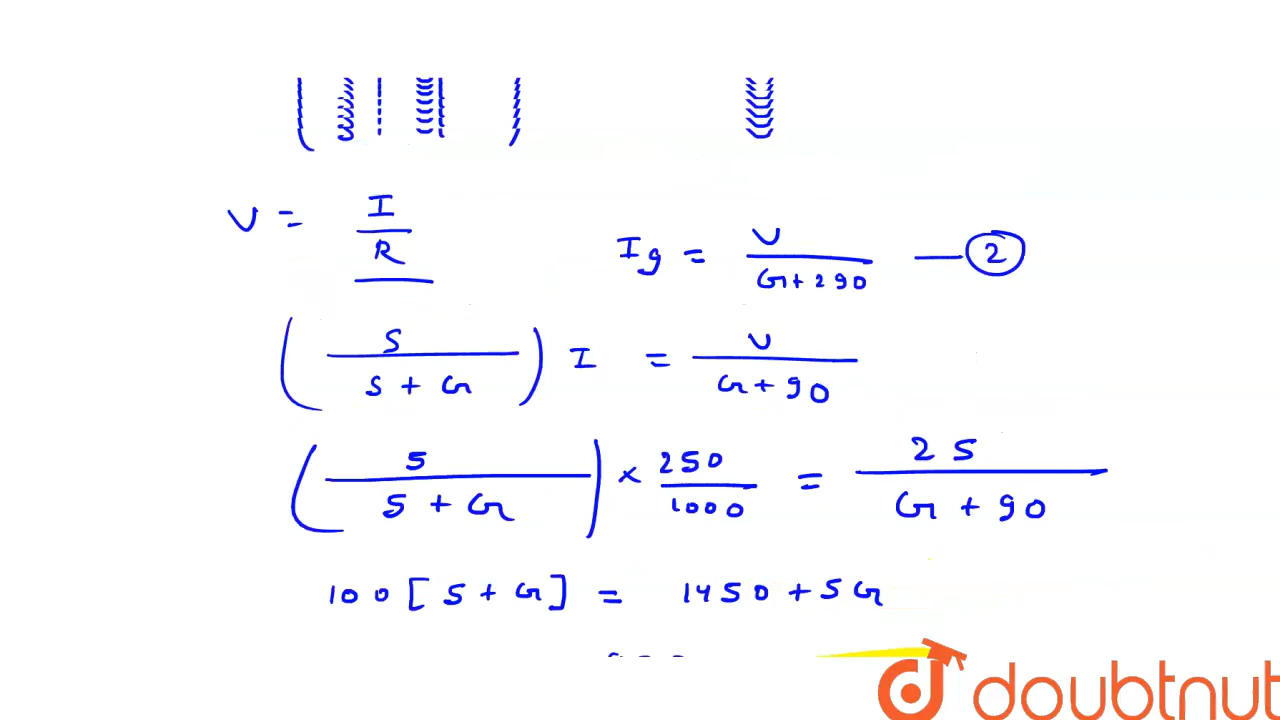 V = I / R
Ig = V / G + 290 — 2
( S / S + G ) I = V / G + 90
( 5 / 5 + G ) × 250 / 1000 = 25 / G + 90
100 [ 5 + G ] = 1450 + 5G
doubtnut